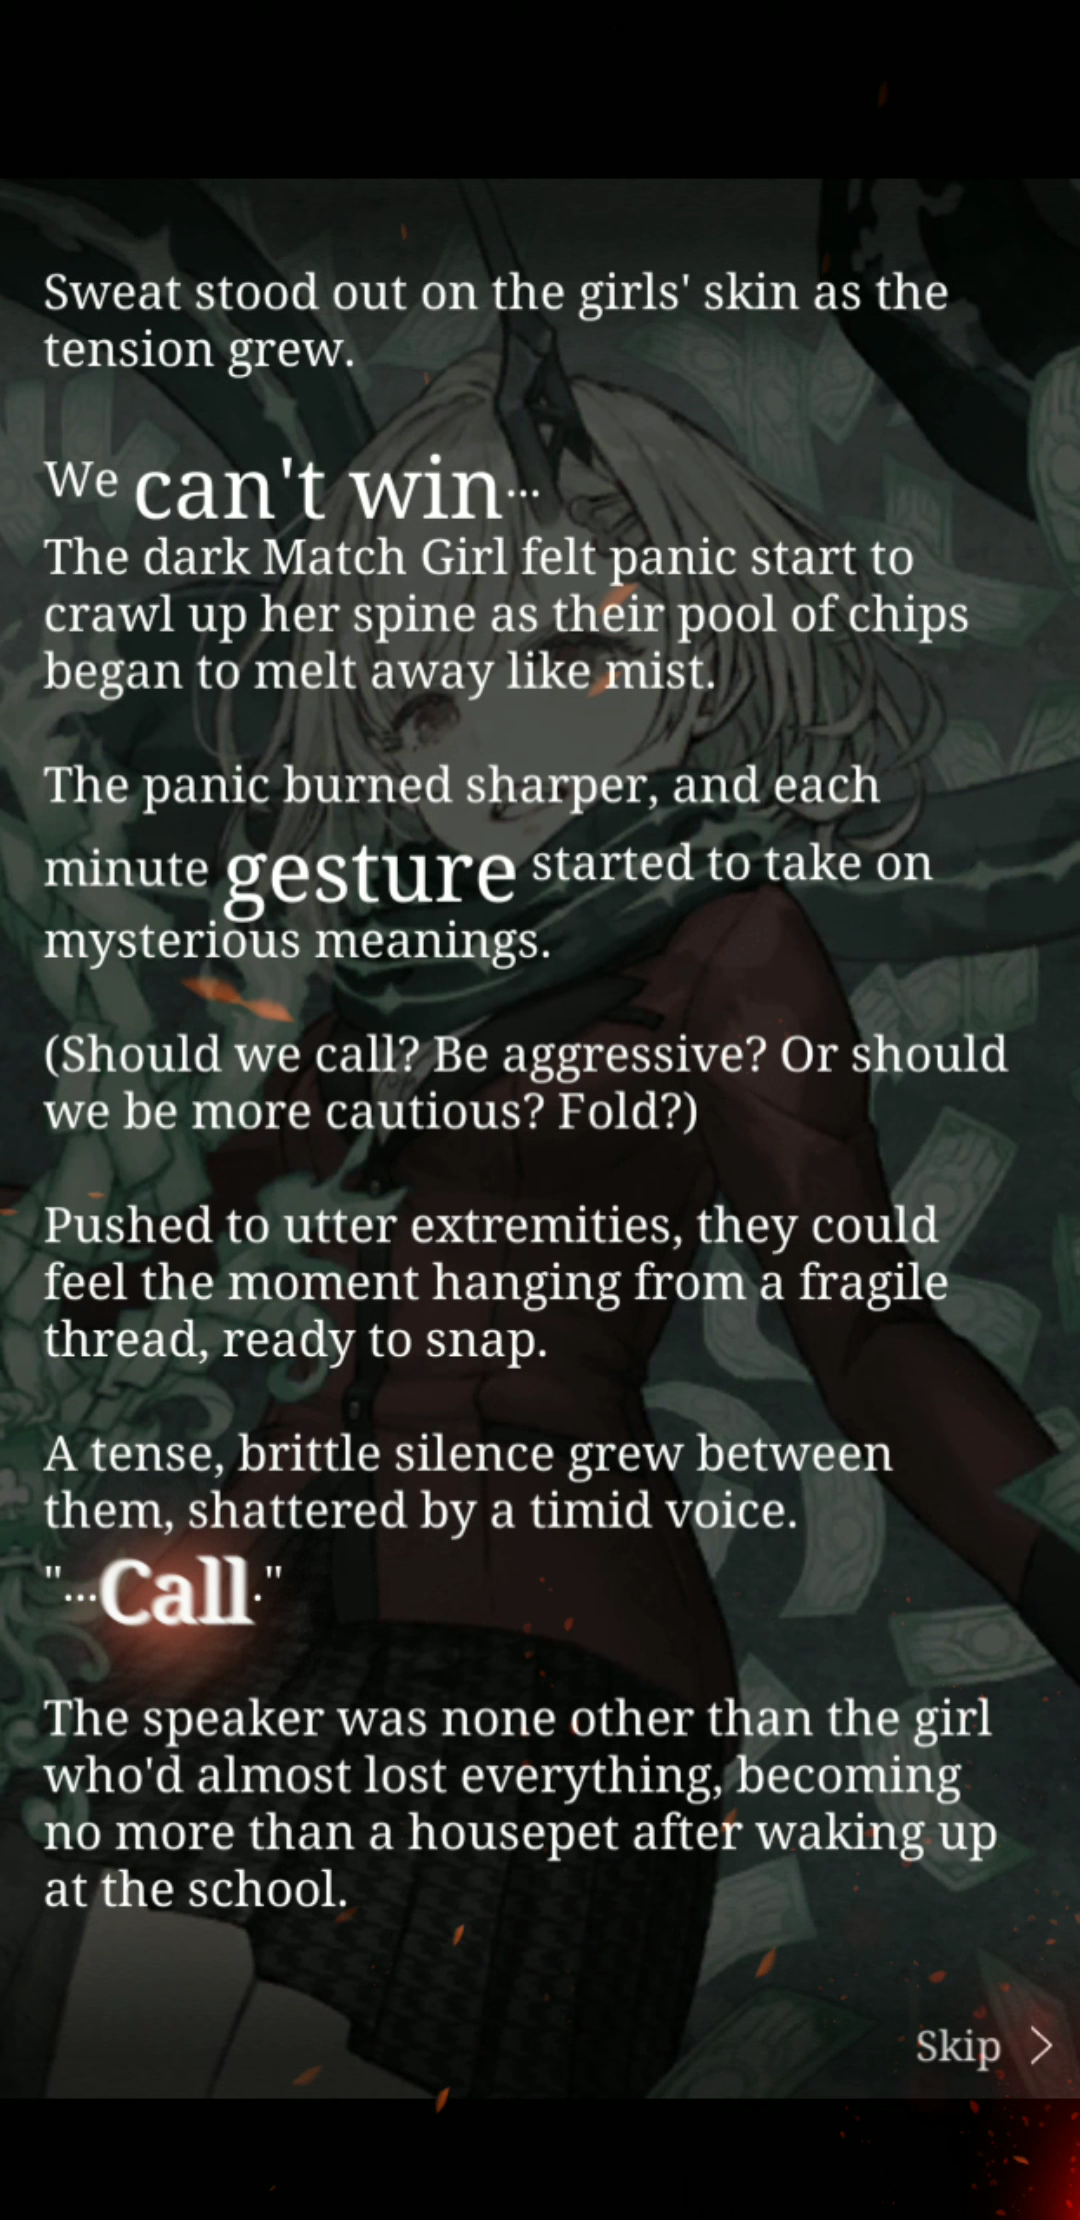 Sweat stood out on the girls' skin as the
tension grew.
We can't win...
The dark Match Girl felt panic start to
crawl up her spine as their pool of chips
began to melt away like mist.
The panic burned sharper, and each
minute gesture started to take on
mysterious meanings.
(Should we call? Be aggressive? Or should
we be more cautious? Fold?)
Pushed to utter extremities, they could
feel the moment hanging from a fragile
thread, ready to snap.
A tense, brittle silence grew between
them, shattered by a timid voice.
"...Call."
The speaker was none other than the girl
who'd almost lost everything, becoming
no more than a housepet after waking up
at the school.
Skip >